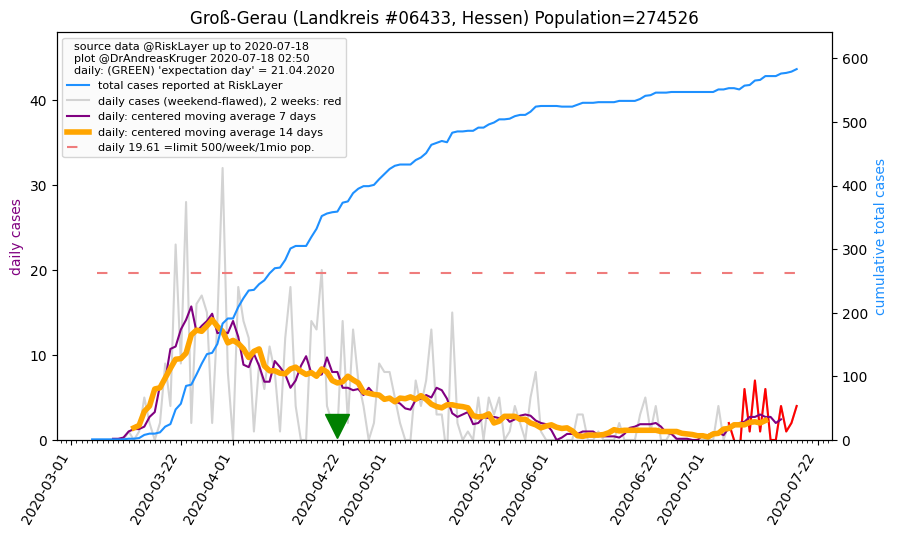 Groß-Gerau (Landkreis #06433, Hessen) Population=274526
source data @RiskLayer up to 2020-07-18
plot @DrAndreasKruger 2020-07-18 02:50
daily: (GREEN) 'expectation day' = 21.04.2020
total cases reported at RiskLayer
daily cases (weekend-flawed), 2 weeks: red
daily: centered moving average 7 days
daily: centered moving average 14 days
daily 19.61 =limit 500/week/1mio pop.
daily cases
40
30
20
10
0
cumulative total cases
600
500
400
300
200
100
0
2020-03-01
2020-03-22
2020-04-01
2020-04-22
2020-05-01
2020-05-22
2020-06-01
2020-06-22
2020-07-01
2020-07-22